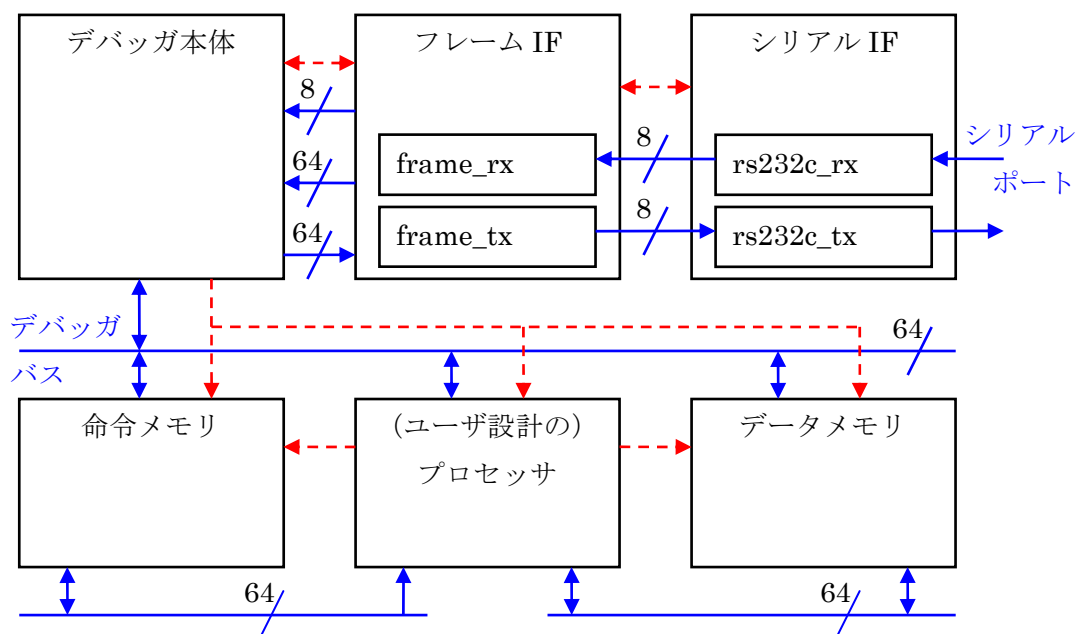 デバッガ本体
フレーム IF
シリアル IF
8
64
64
frame_rx
frame_tx
8
8
rs232c_rx
rs232c_tx
シリアル
ポート
デバッガ
バス
64
命令メモリ
(ユーザ設計の)
プロセッサ
データメモリ
64
64